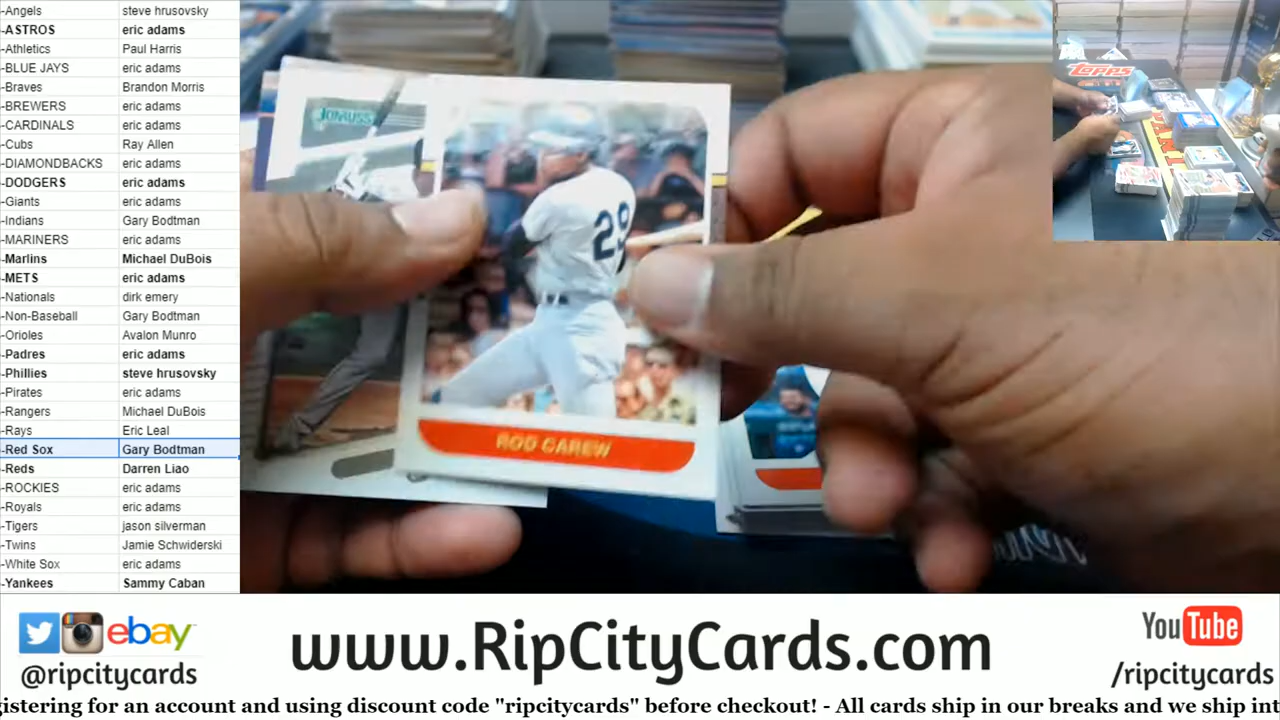 -Angels steve hrusovsky
-ASTROS eric adams
-Athletics Paul Harris
-BLUE JAYS eric adams
-Braves Brandon Morris
-BREWERS eric adams
-CARDINALS eric adams
-Cubs Ray Allen
-DIAMONDBACKS eric adams
-DODGERS eric adams
-Giants eric adams
-Indians Gary Bodtman
-MARINERS eric adams
-Marlins Michael DuBois
-METS eric adams
-Nationals dirk emery
-Non-Baseball Gary Bodtman
-Orioles Avalon Munro
-Padres eric adams
-Phillies steve hrusovsky
-Pirates eric adams
-Rangers Michael DuBois
-Rays Eric Leal
-Red Sox Gary Bodtman
-Reds Darren Liao
-ROCKIES eric adams
-Royals eric adams
-Tigers jason silverman
-Twins Jamie Schwiderski
-White Sox eric adams
-Yankees Sammy Caban
DONRUSS
29
ROD CAREW
Topps
PANINI
ebay
@ripcitycards
www.RipCityCards.com
YouTube
/ripcitycards
gistering for an account and using discount code "ripcitycards" before checkout! - All cards ship in our breaks and we ship int